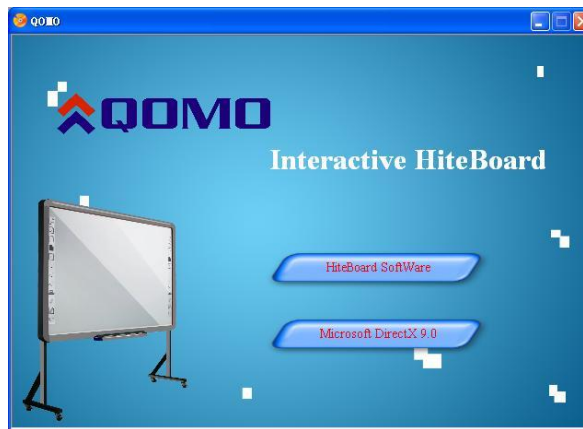 QOMO
QOMO
Interactive HiteBoard
HiteBoard SoftWare
Microsoft DirectX 9.0